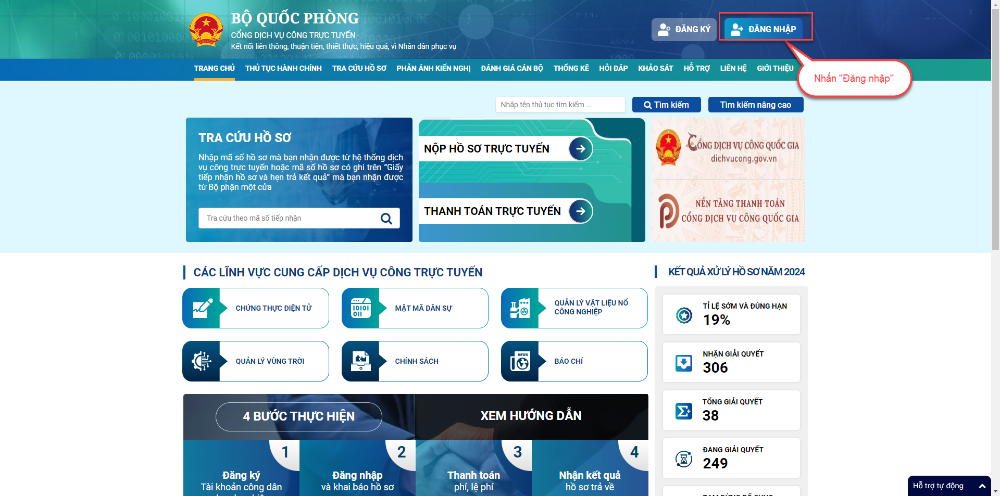 BỘ QUỐC PHÒNG
CỔNG DỊCH VỤ CÔNG TRỰC TUYẾN
Kết nối liên thông, thuận tiện, thiết thực, hiệu quả, vì Nhân dân phục vụ
ĐĂNG KÝ
ĐĂNG NHẬP
TRANG CHỦ THỦ TỤC HÀNH CHÍNH TRA CỨU HỒ SƠ PHẢN ÁNH KIẾN NGHỊ ĐÁNH GIÁ CÁN BỘ THỐNG KÊ HỎI ĐÁP KHẢO SÁT HỖ TRỢ LIÊN HỆ GIỚI THIỆU
Nhấn "Đăng nhập"
Nhập tên thủ tục tìm kiếm ...
Tìm kiếm
Tìm kiếm nâng cao
TRA CỨU HỒ SƠ
Nhập mã số hồ sơ mà bạn nhận được từ hệ thống dịch
vụ công trực tuyến hoặc mã số hồ sơ có ghi trên “Giấy
tiếp nhận hồ sơ và hẹn trả kết quả” mà bạn nhận được
từ Bộ phận một cửa
Tra cứu theo mã số tiếp nhận
NỘP HỒ SƠ TRỰC TUYẾN
THANH TOÁN TRỰC TUYẾN
CỔNG DỊCH VỤ CÔNG QUỐC GIA
dichvucong.gov.vn
NỀN TẢNG THANH TOÁN
CỔNG DỊCH VỤ CÔNG QUỐC GIA
CÁC LĨNH VỰC CUNG CẤP DỊCH VỤ CÔNG TRỰC TUYẾN
CHỨNG THỰC ĐIỆN TỬ
MẬT MÃ DÂN SỰ
QUẢN LÝ VẬT LIỆU NỔ
CÔNG NGHIỆP
QUẢN LÝ VÙNG TRỜI
CHÍNH SÁCH
NEWS
BÁO CHÍ
KẾT QUẢ XỬ LÝ HỒ SƠ NĂM 2024
TỈ LỆ SỚM VÀ ĐÚNG HẠN
19%
NHẬN GIẢI QUYẾT
306
TỔNG GIẢI QUYẾT
38
ĐANG GIẢI QUYẾT
249
4 BƯỚC THỰC HIỆN
XEM HƯỚNG DẪN
1
Đăng ký
Tài khoản công dân
2
Đăng nhập
và khai báo hồ sơ
3
Thanh toán
phí, lệ phí
4
Nhận kết quả
hồ sơ trả về
Hỗ trợ tự động